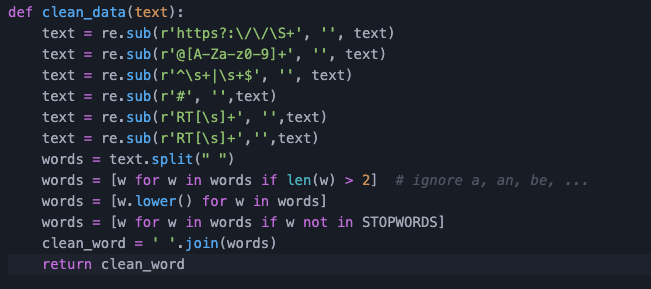 def clean_data(text):
    text = re.sub(r'https?:\/\/\S+', '', text)
    text = re.sub(r'@[A-Za-z0-9]+', '', text)
    text = re.sub(r'^\s+|\s+$', '', text)
    text = re.sub(r'#', '',text)
    text = re.sub(r'RT[\s]+', '',text)
    text = re.sub(r'RT[\s]+','',text)
    words = text.split(" ")
    words = [w for w in words if len(w) > 2]  # ignore a, an, be, ...
    words = [w.lower() for w in words]
    words = [w for w in words if w not in STOPWORDS]
    clean_word = ' '.join(words)
    return clean_word